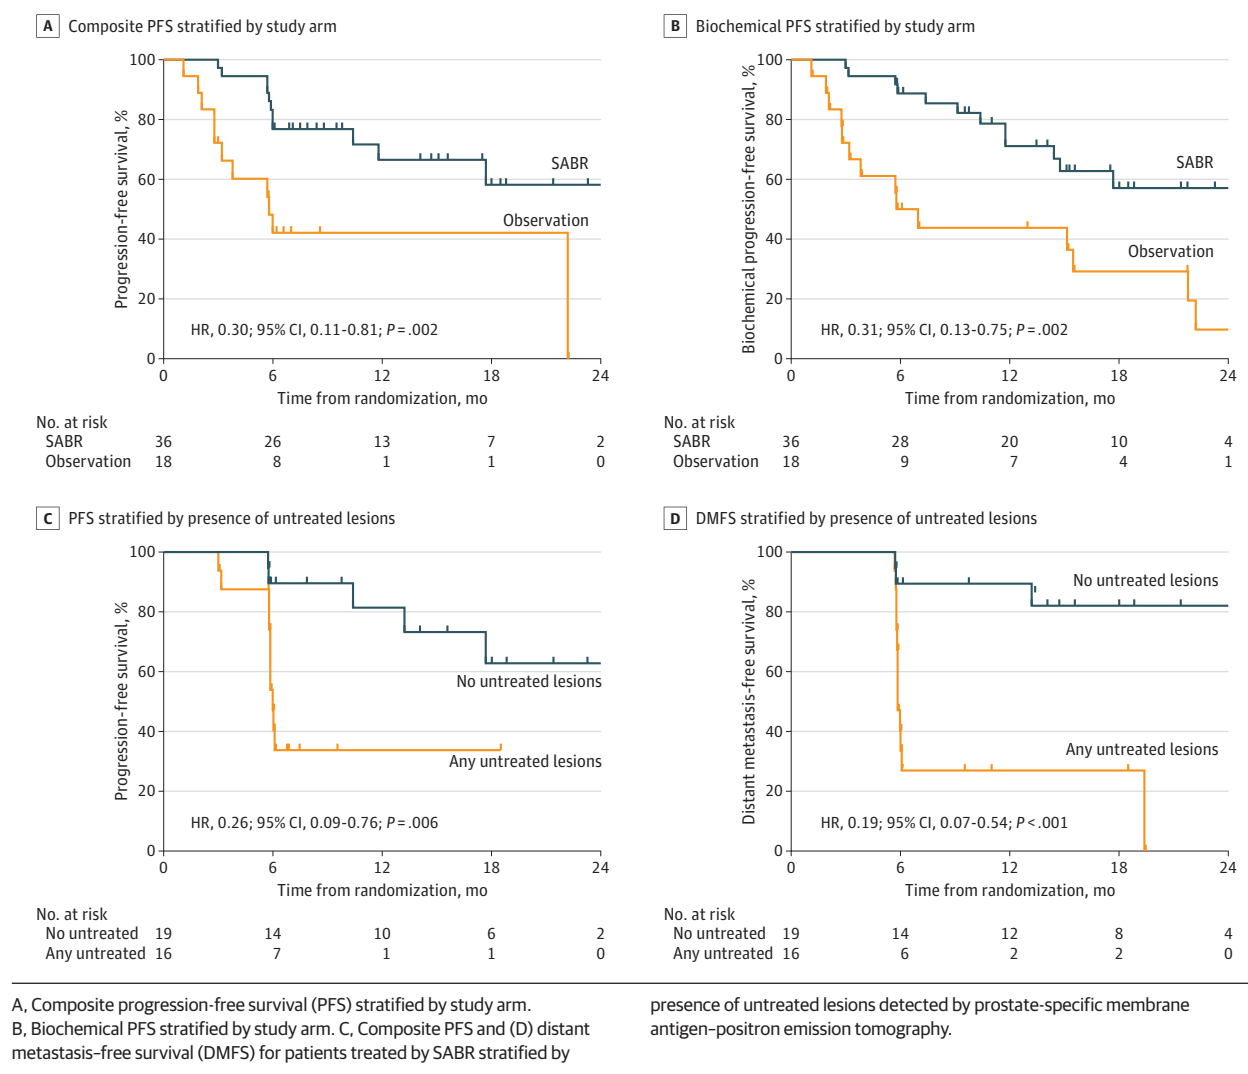 A Composite PFS stratified by study arm
Progression-free survival, %
100
80
60
40
20
0
SABR
Observation
HR, 0.30; 95% CI, 0.11-0.81; P = .002
0 6 12 18 24
Time from randomization, mo
No. at risk
SABR 36 26 13 7 2
Observation 18 8 1 1 0
B Biochemical PFS stratified by study arm
Biochemical progression-free survival, %
100
80
60
40
20
0
SABR
Observation
HR, 0.31; 95% CI, 0.13-0.75; P = .002
0 6 12 18 24
Time from randomization, mo
No. at risk
SABR 36 28 20 10 4
Observation 18 9 7 4 1
C PFS stratified by presence of untreated lesions
Progression-free survival, %
100
80
60
40
20
0
No untreated lesions
Any untreated lesions
HR, 0.26; 95% CI, 0.09-0.76; P = .006
0 6 12 18 24
Time from randomization, mo
No. at risk
No untreated 19 14 10 6 2
Any untreated 16 7 1 1 0
D DMFS stratified by presence of untreated lesions
Distant metastasis-free survival, %
100
80
60
40
20
0
No untreated lesions
Any untreated lesions
HR, 0.19; 95% CI, 0.07-0.54; P < .001
0 6 12 18 24
Time from randomization, mo
No. at risk
No untreated 19 14 12 8 4
Any untreated 16 6 2 2 0
A, Composite progression-free survival (PFS) stratified by study arm.
B, Biochemical PFS stratified by study arm. C, Composite PFS and (D) distant
metastasis–free survival (DMFS) for patients treated by SABR stratified by
presence of untreated lesions detected by prostate-specific membrane
antigen–positron emission tomography.